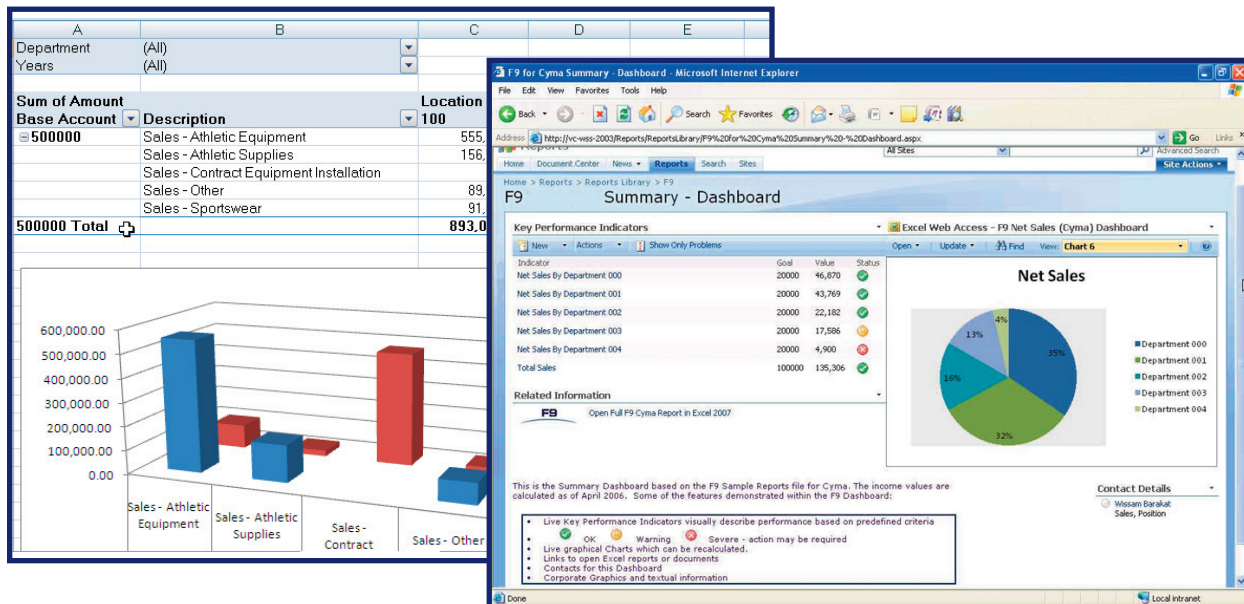 A B C D E
Department (All)
Years (All)
Sum of Amount Location
Base Account Description 100
500000 Sales - Athletic Equipment 555,
Sales - Athletic Supplies 156,
Sales - Contract Equipment Installation
Sales - Other 89,
Sales - Sportswear 91,
500000 Total 893,0
600,000.00
500,000.00
400,000.00
300,000.00
200,000.00
100,000.00
0.00
Sales - Athletic
Equipment
Sales - Athletic
Supplies
Sales -
Contract
Sales - Other
F9 for Cyma Summary - Dashboard - Microsoft Internet Explorer
File Edit View Favorites Tools Help
Back Search Favorites
Address http://vc-wss-2003/Reports/ReportsLibrary/F9%20for%20Cyma%20Summary%20-%20Dashboard.aspx Go Links
All Sites Advanced Search
Home Document Center News Reports Search Sites Site Actions
Home > Reports > Reports Library > F9
F9 Summary - Dashboard
Key Performance Indicators
New Actions Show Only Problems
Indicator Goal Value Status
Net Sales By Department 000 20000 46,870
Net Sales By Department 001 20000 43,769
Net Sales By Department 002 20000 22,182
Net Sales By Department 003 20000 17,586
Net Sales By Department 004 20000 4,900
Total Sales 100000 135,306
Related Information
F9 Open Full F9 Cyma Report in Excel 2007
Excel Web Access - F9 Net Sales (Cyma) Dashboard
Open Update Find View: Chart 6
Net Sales
4%
13%
35%
16%
32%
Department 000
Department 001
Department 002
Department 003
Department 004
This is the Summary Dashboard based on the F9 Sample Reports file for Cyma. The income values are
calculated as of April 2006. Some of the features demonstrated within the F9 Dashboard:
• Live Key Performance Indicators visually describe performance based on predefined criteria
• OK Warning Severe - action may be required
• Live graphical Charts which can be recalculated.
• Links to open Excel reports or documents
• Contacts for this Dashboard
• Corporate Graphics and textual information
Contact Details
Wissam Barakat
Sales, Position
Done Local intranet